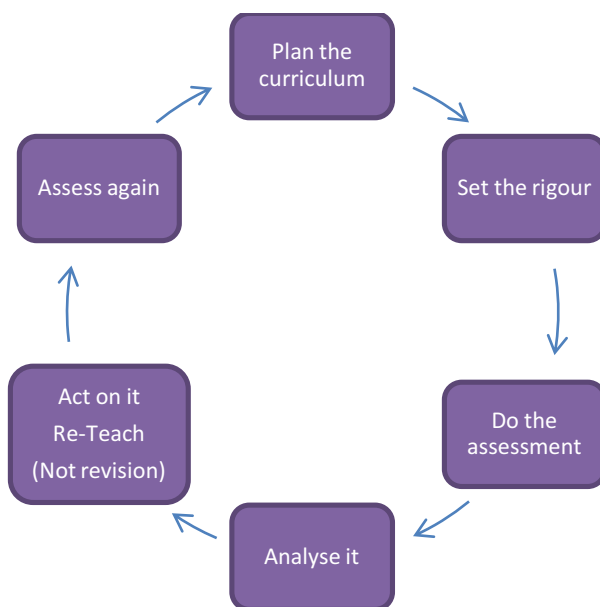 Plan the
curriculum
Set the rigour
Do the
assessment
Analyse it
Act on it
Re-Teach
(Not revision)
Assess again